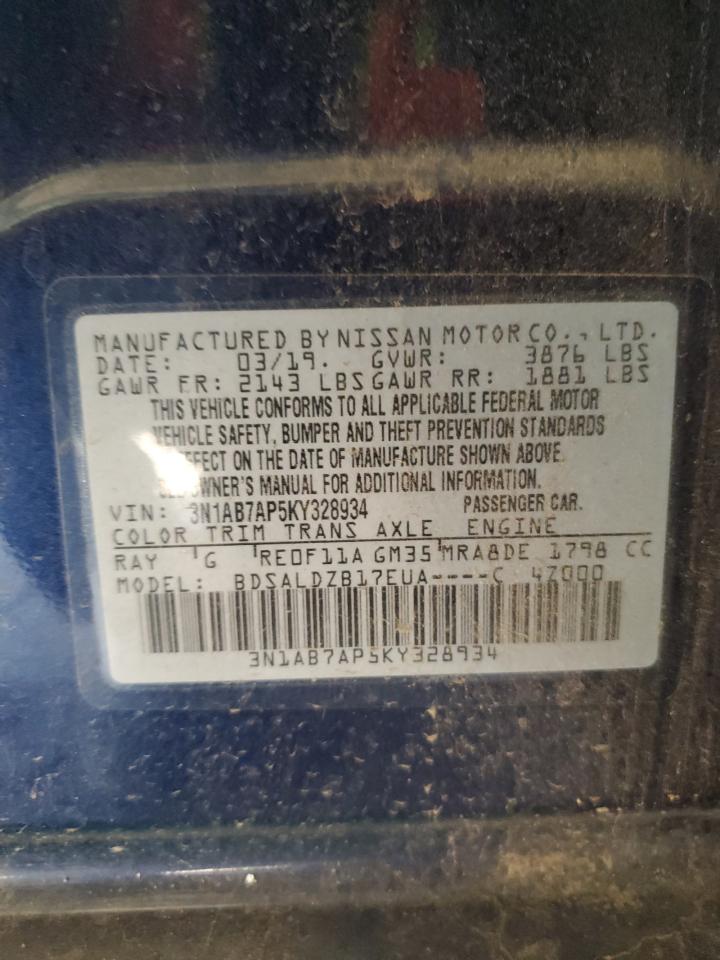 MANUFACTURED BY NISSAN MOTOR CO., LTD.
DATE: 03/19. GVWR: 3876 LBS
GAWR FR: 2143 LBS GAWR RR: 1881 LBS
THIS VEHICLE CONFORMS TO ALL APPLICABLE FEDERAL MOTOR
VEHICLE SAFETY, BUMPER AND THEFT PREVENTION STANDARDS
EFFECT ON THE DATE OF MANUFACTURE SHOWN ABOVE.
OWNER'S MANUAL FOR ADDITIONAL INFORMATION.
VIN: 3N1AB7AP5KY328934 PASSENGER CAR.
COLOR TRIM TRANS AXLE ENGINE
RAY G RE0F11A GM35 MRA8DE 1798 CC
MODEL: BDSALDZB17EUA----C 4Z000
3N1AB7AP5KY328934